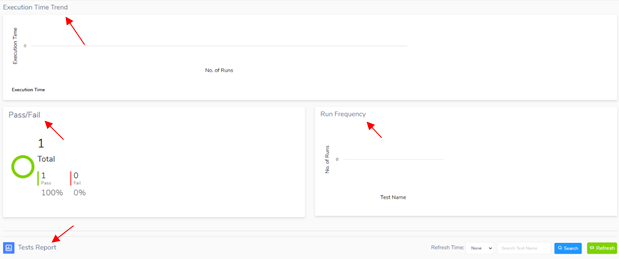 Execution Time Trend
Execution Time
0
No. of Runs
Execution Time
Pass/Fail
1
Total
1
Pass
100%
0
Fail
0%
Run Frequency
No. of Runs
0
Test Name
Tests Report
Refresh Time: None Search Test Name Search Refresh